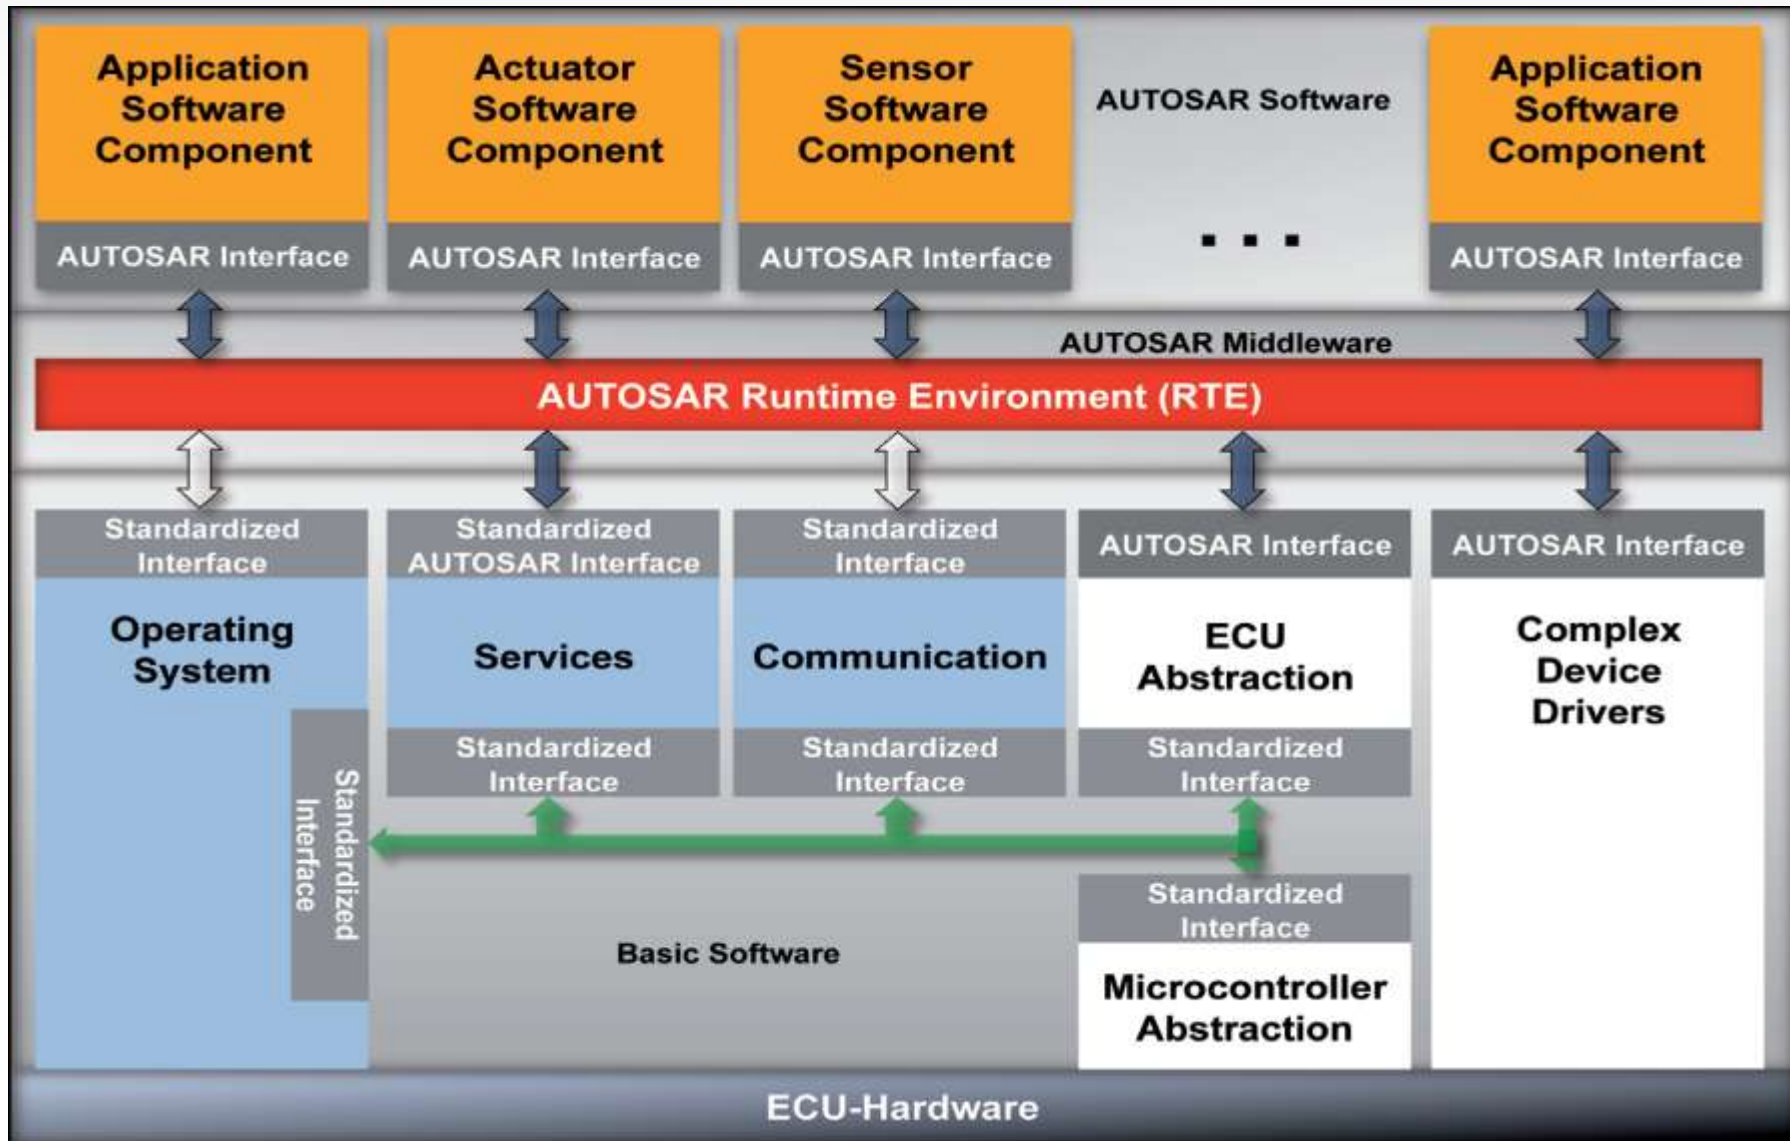 Application
Software
Component
AUTOSAR Interface
Actuator
Software
Component
AUTOSAR Interface
Sensor
Software
Component
AUTOSAR Interface
AUTOSAR Software
. . .
Application
Software
Component
AUTOSAR Interface
AUTOSAR Middleware
AUTOSAR Runtime Environment (RTE)
Standardized
Interface
Operating
System
Standardized
Interface
Standardized
AUTOSAR Interface
Services
Standardized
Interface
Standardized
Interface
Communication
Standardized
Interface
AUTOSAR Interface
ECU
Abstraction
Standardized
Interface
Standardized
Interface
Microcontroller
Abstraction
AUTOSAR Interface
Complex
Device
Drivers
Basic Software
ECU-Hardware